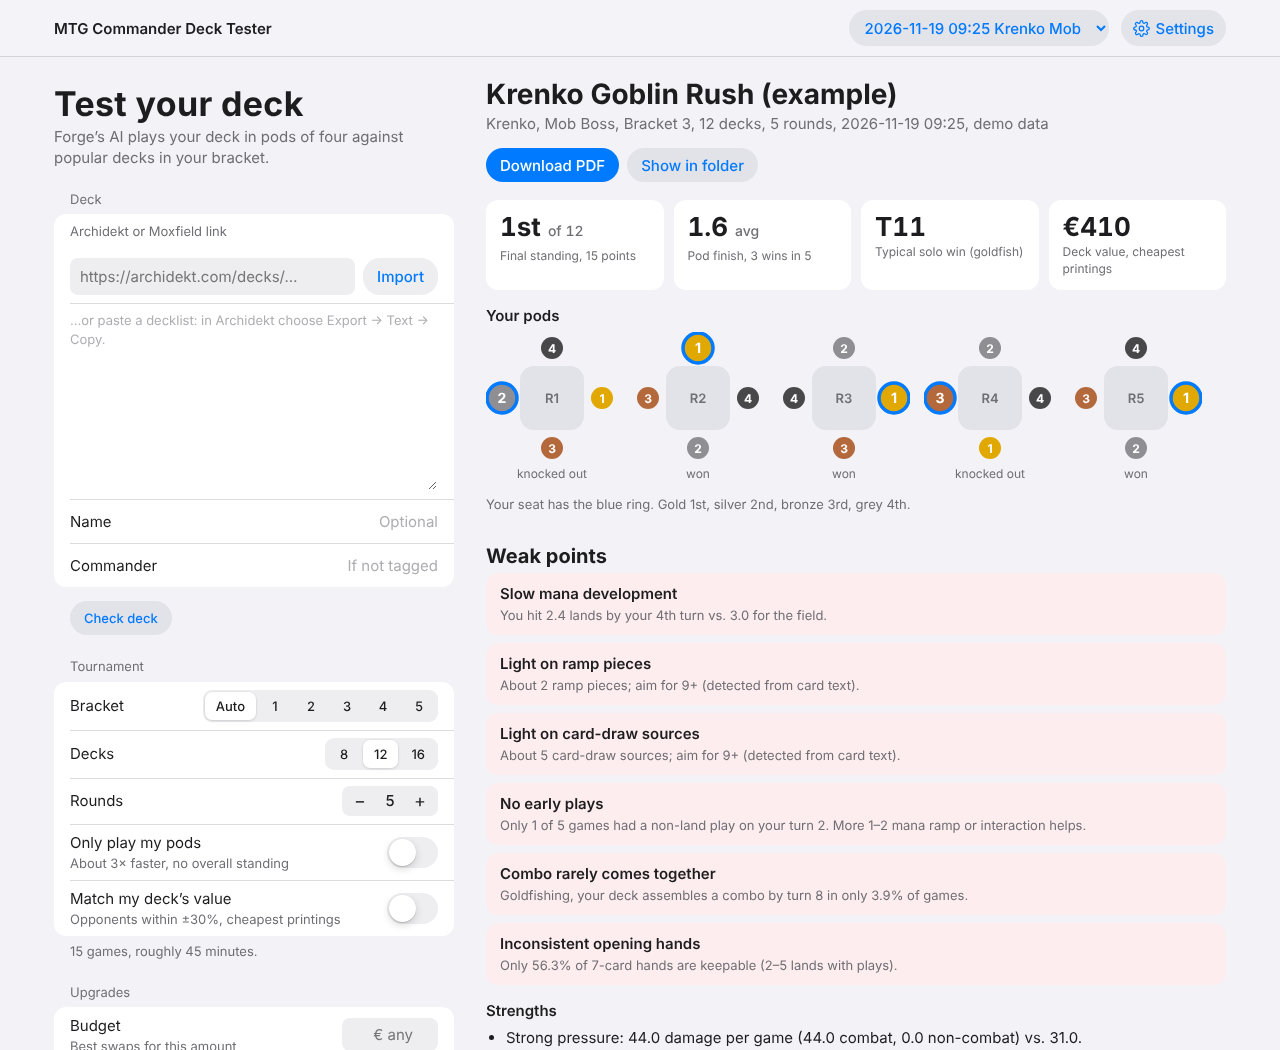 MTG Commander Deck Tester
2026-11-19 09:25 Krenko Mob
Settings
Test your deck
Forge's AI plays your deck in pods of four against
popular decks in your bracket.
Deck
Archidekt or Moxfield link
https://archidekt.com/decks/...
Import
...or paste a decklist: in Archidekt choose Export → Text →
Copy.
Name
Optional
Commander
If not tagged
Check deck
Tournament
Bracket
Auto 1 2 3 4 5
Decks
8 12 16
Rounds
– 5 +
Only play my pods
About 3× faster, no overall standing
Match my deck's value
Opponents within ±30%, cheapest printings
15 games, roughly 45 minutes.
Upgrades
Budget
€ any
Best swaps for this amount
Krenko Goblin Rush (example)
Krenko, Mob Boss, Bracket 3, 12 decks, 5 rounds, 2026-11-19 09:25, demo data
Download PDF
Show in folder
1st of 12
Final standing, 15 points
1.6 avg
Pod finish, 3 wins in 5
T11
Typical solo win (goldfish)
€410
Deck value, cheapest
printings
Your pods
4
2 R1 1
3
knocked out
1
3 R2 4
2
won
2
4 R3 1
3
won
2
3 R4 4
1
knocked out
4
3 R5 1
2
won
Your seat has the blue ring. Gold 1st, silver 2nd, bronze 3rd, grey 4th.
Weak points
Slow mana development
You hit 2.4 lands by your 4th turn vs. 3.0 for the field.
Light on ramp pieces
About 2 ramp pieces; aim for 9+ (detected from card text).
Light on card-draw sources
About 5 card-draw sources; aim for 9+ (detected from card text).
No early plays
Only 1 of 5 games had a non-land play on your turn 2. More 1–2 mana ramp or interaction helps.
Combo rarely comes together
Goldfishing, your deck assembles a combo by turn 8 in only 3.9% of games.
Inconsistent opening hands
Only 56.3% of 7-card hands are keepable (2–5 lands with plays).
Strengths
• Strong pressure: 44.0 damage per game (44.0 combat, 0.0 non-combat) vs. 31.0.